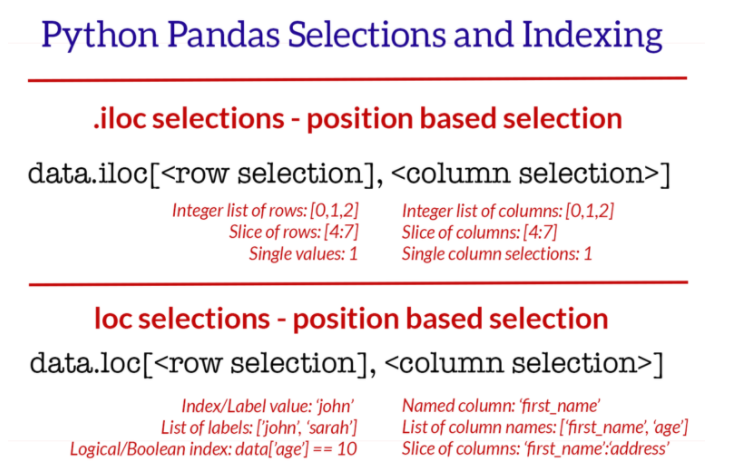 Python Pandas Selections and Indexing
.iloc selections - position based selection
data.iloc[<row selection], <column selection>]
Integer list of rows: [0,1,2]
Slice of rows: [4:7]
Single values: 1
Integer list of columns: [0,1,2]
Slice of columns: [4:7]
Single column selections: 1
loc selections - position based selection
data.loc[<row selection], <column selection>]
Index/Label value: 'john'
List of labels: ['john', 'sarah']
Logical/Boolean index: data['age'] == 10
Named column: 'first_name'
List of column names: ['first_name', 'age']
Slice of columns: 'first_name':'address'